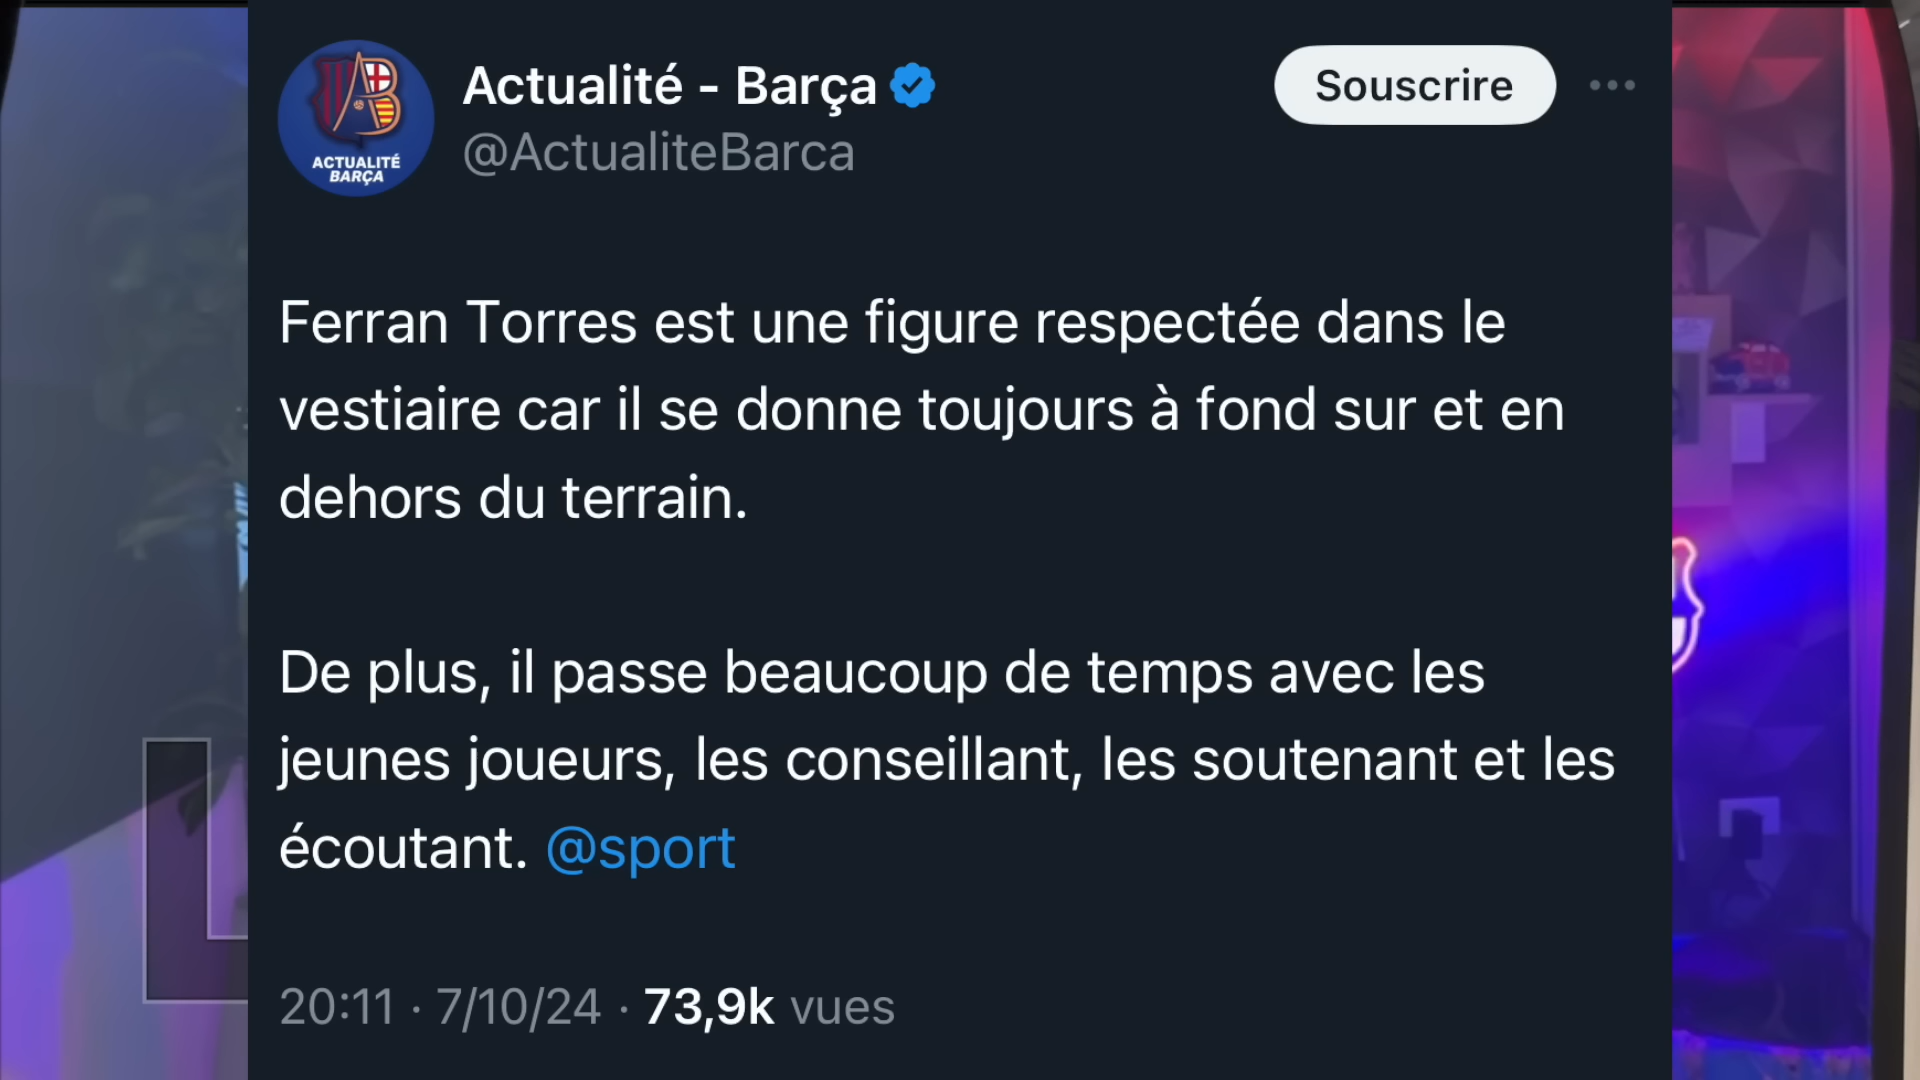 Actualité - Barça
@ActualiteBarca
Souscrire
ACTUALITÉ
BARÇA
Ferran Torres est une figure respectée dans le
vestiaire car il se donne toujours à fond sur et en
dehors du terrain.
De plus, il passe beaucoup de temps avec les
jeunes joueurs, les conseillant, les soutenant et les
écoutant. @sport
20:11 · 7/10/24 · 73,9k vues